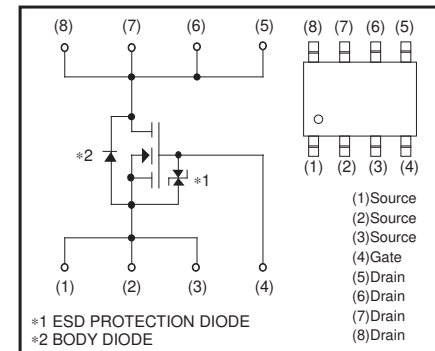 (8) (7) (6) (5)
(8) (7) (6) (5)
*2
*1
(1) (2) (3) (4)
(1)Source
(2)Source
(3)Source
(4)Gate
(5)Drain
(6)Drain
(7)Drain
(8)Drain
(1) (2) (3) (4)
*1 ESD PROTECTION DIODE
*2 BODY DIODE